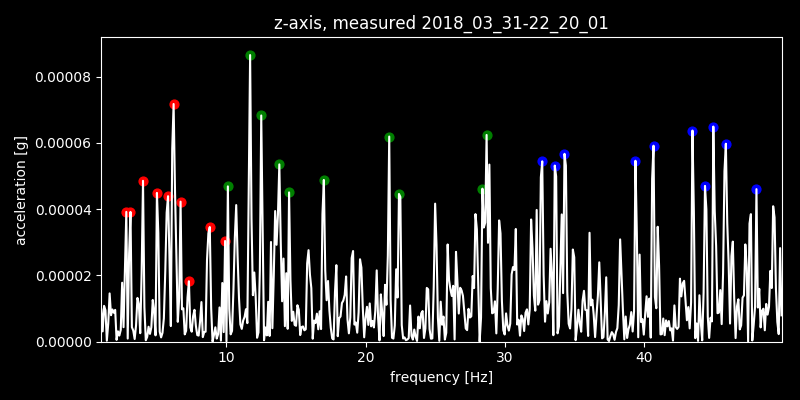 z-axis, measured 2018_03_31-22_20_01
0.00008
0.00006
0.00004
0.00002
0.00000
acceleration [g]
10 20 30 40
frequency [Hz]